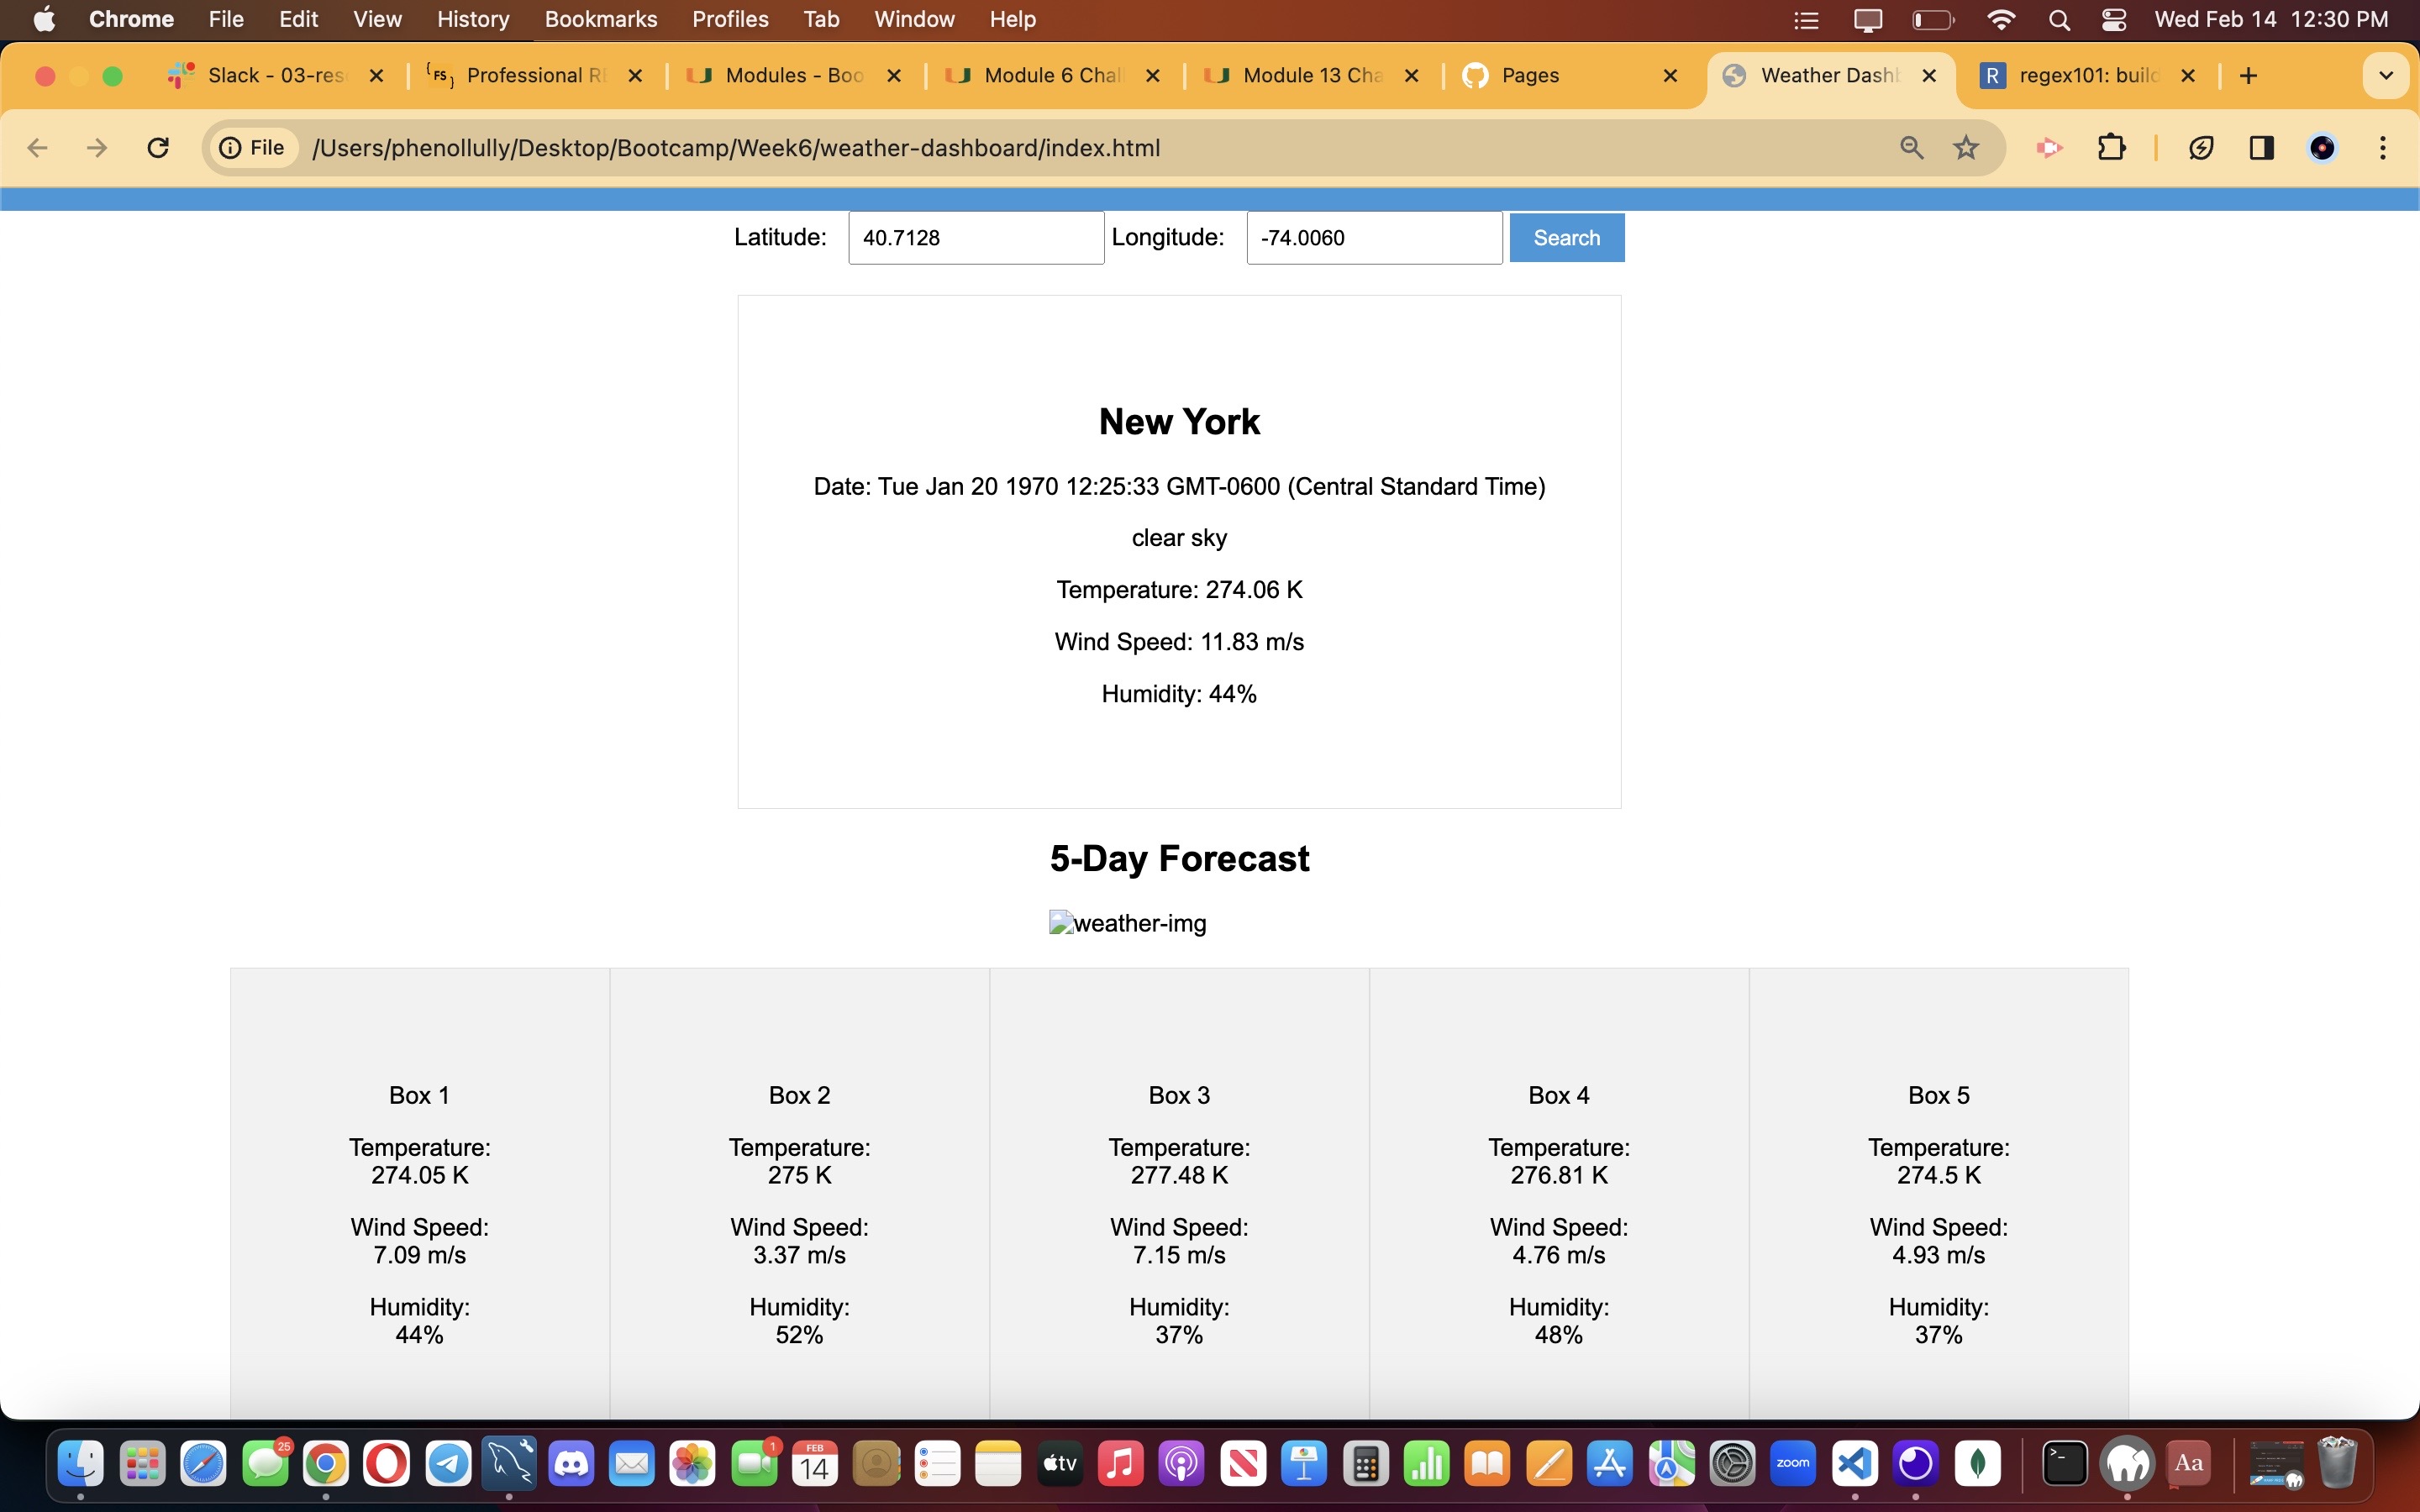 Chrome File Edit View History Bookmarks Profiles Tab Window Help Wed Feb 14 12:30 PM
Slack - 03-res {FS} Professional RE Modules - Boo Module 6 Chal Module 13 Cha Pages Weather Dashb R regex101: build
File /Users/phenollully/Desktop/Bootcamp/Week6/weather-dashboard/index.html
Latitude: 40.7128 Longitude: -74.0060 Search
New York
Date: Tue Jan 20 1970 12:25:33 GMT-0600 (Central Standard Time)
clear sky
Temperature: 274.06 K
Wind Speed: 11.83 m/s
Humidity: 44%
5-Day Forecast
weather-img
Box 1 Box 2 Box 3 Box 4 Box 5
Temperature: Temperature: Temperature: Temperature: Temperature:
274.05 K 275 K 277.48 K 276.81 K 274.5 K
Wind Speed: Wind Speed: Wind Speed: Wind Speed: Wind Speed:
7.09 m/s 3.37 m/s 7.15 m/s 4.76 m/s 4.93 m/s
Humidity: Humidity: Humidity: Humidity: Humidity:
44% 52% 37% 48% 37%
25 1 FEB
14 tv zoom >_ Aa